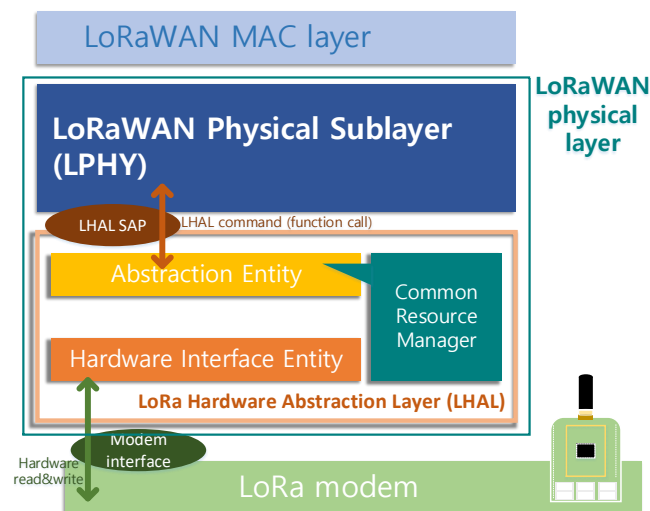 LoRaWAN MAC layer
LoRaWAN
physical
layer
LoRaWAN Physical Sublayer
(LPHY)
LHAL SAP
LHAL command (function call)
Abstraction Entity
Common
Resource
Manager
Hardware Interface Entity
LoRa Hardware Abstraction Layer (LHAL)
Modem
interface
Hardware
read&write
LoRa modem